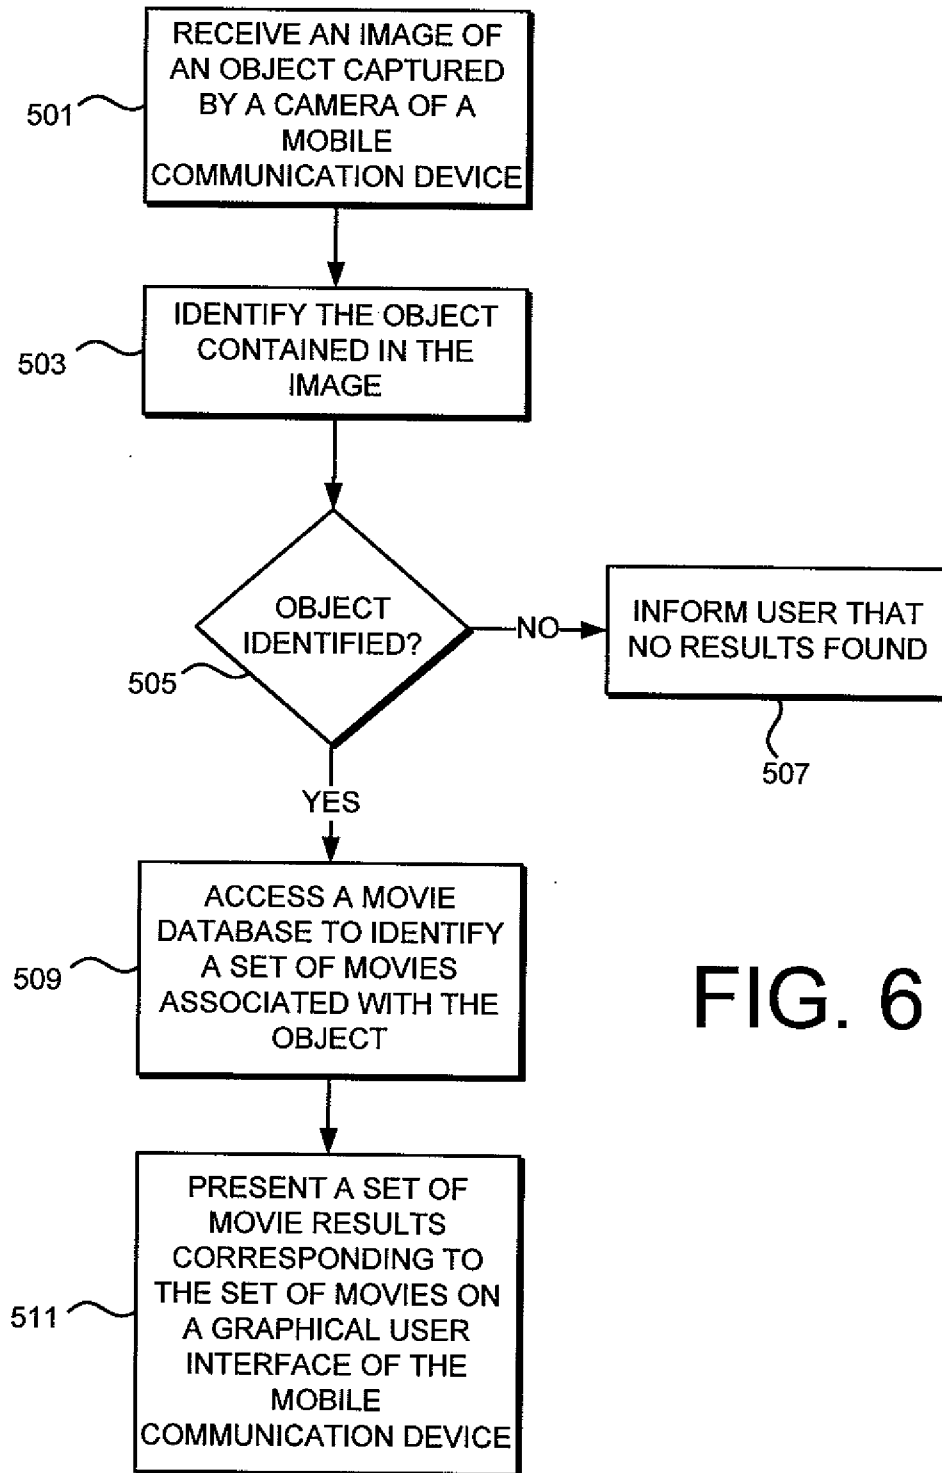 RECEIVE AN IMAGE OF
AN OBJECT CAPTURED
BY A CAMERA OF A
MOBILE
COMMUNICATION DEVICE
501
IDENTIFY THE OBJECT
CONTAINED IN THE
IMAGE
503
OBJECT
IDENTIFIED?
505
NO
INFORM USER THAT
NO RESULTS FOUND
507
YES
ACCESS A MOVIE
DATABASE TO IDENTIFY
A SET OF MOVIES
ASSOCIATED WITH THE
OBJECT
509
FIG. 6
PRESENT A SET OF
MOVIE RESULTS
CORRESPONDING TO
THE SET OF MOVIES ON
A GRAPHICAL USER
INTERFACE OF THE
MOBILE
COMMUNICATION DEVICE
511